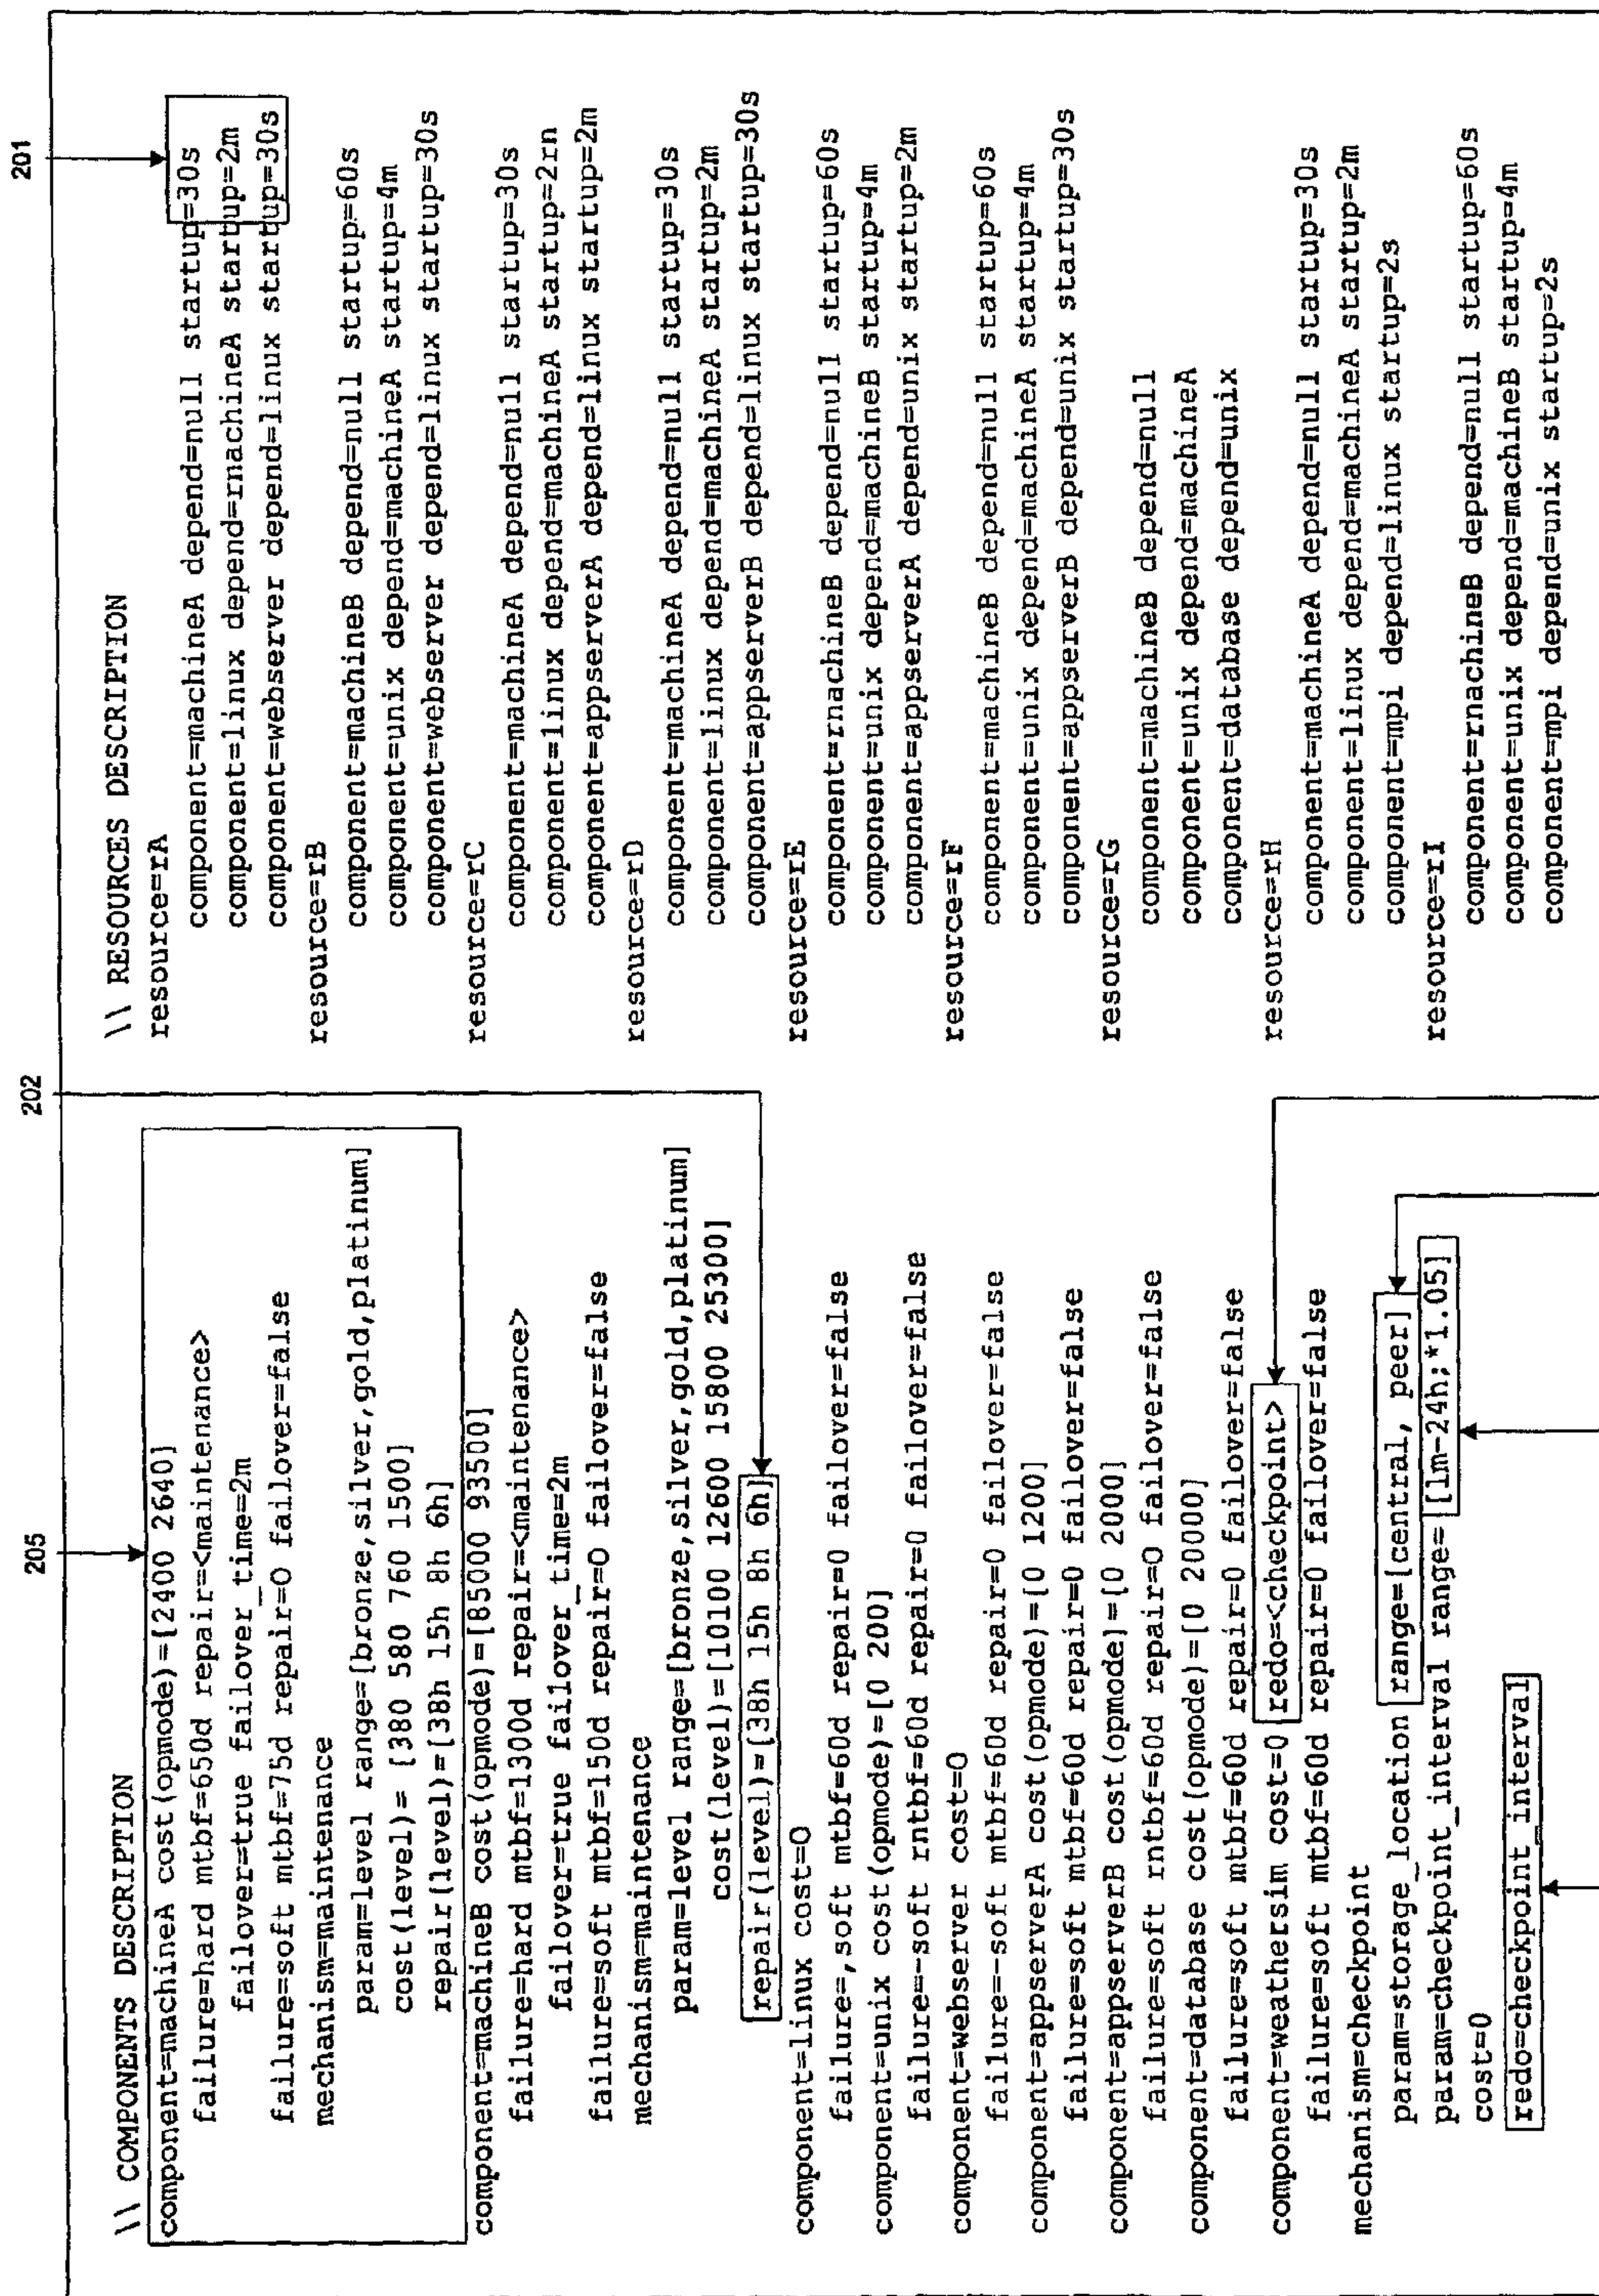 205
202
201
\\ COMPONENTS DESCRIPTION
component=machineA cost(opmode)=[2400 2640]
failure=hard mtbf=650d repair=<maintenance>
failover=true failover_time=2m
failure=soft mtbf=75d repair=0 failover=false
mechanism=maintenance
param=level range=[bronze,silver,gold,platinum]
cost(level)= [380 580 760 1500]
repair(level)=[38h 15h 8h 6h]
component=machineB cost(opmode)=[85000 93500]
failure=hard mtbf=1300d repair=<maintenance>
failover=true failover time=2m
failure=soft mtbf=150d repair=0 failover=false
mechanism=maintenance
param=level range=[bronze,silver,gold,platinum]
cost(level)=[10100 12600 15800 25300]
repair(level)=[38h 15h 8h 6h]
component=linux cost=0
failure=,soft mtbf=60d repair=0 failover=false
component=unix cost(opmode)=[0 200]
failure=-soft rntbf=60d repair=0 failover=false
component=webserver cost=0
failure=-soft mtbf=60d repair=0 failover=false
component=appserverA cost(opmode)=[0 1200]
failure=soft mtbf=60d repair=0 failover=false
component=appserverB cost(opmode)=[0 2000]
failure=soft rntbf=60d repair=0 failover=false
component=database cost(opmode)=[0 20000]
failure=soft mtbf=60d repair=0 failover=false
component=weathersim cost=0 redo=<checkpoint>
failure=soft mtbf=60d repair=0 failover=false
mechanism=checkpoint
param=storage_location range=[central, peer]
param=checkpoint_interval range=[1m-24h;*1.05]
cost=0
redo=checkpoint interval
\\ RESOURCES DESCRIPTION
resource=rA
component=machineA depend=null startup=30s
component=linux depend=rnachineA startup=2m
component=webserver depend=linux startup=30s
resource=rB
component=machineB depend=null startup=60s
component=unix depend=machineA startup=4m
component=webserver depend=linux startup=30s
resource=rC
component=machineA depend=null startup=30s
component=linux depend=machineA startup=2rn
component=appserverA depend=linux startup=2m
resource=rD
component=machineA depend=null startup=30s
component=linux depend=machineA startup=2m
component=appserverB depend=linux startup=30s
resource=rE
component=rnachineB depend=null startup=60s
component=unix depend=machineB startup=4m
component=appserverA depend=unix startup=2m
resource=rF
component=machineB depend=null startup=60s
component=unix depend=machineA startup=4m
component=appserverB depend=unix startup=30s
resource=rG
component=machineB depend=null
component=unix depend=machineA
component=database depend=unix
resource=rH
component=machineA depend=null startup=30s
component=linux depend=machineA startup=2m
component=mpi depend=linux startup=2s
resource=rI
component=rnachineB depend=null startup=60s
component=unix depend=machineB startup=4m
component=mpi depend=unix startup=2s